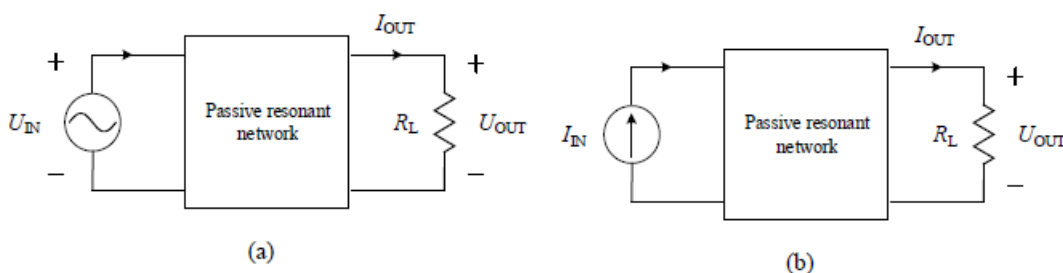 I_OUT
+
U_IN
−
Passive resonant
network
R_L
+
U_OUT
−
(a)
I_OUT
I_IN
Passive resonant
network
R_L
+
U_OUT
−
(b)